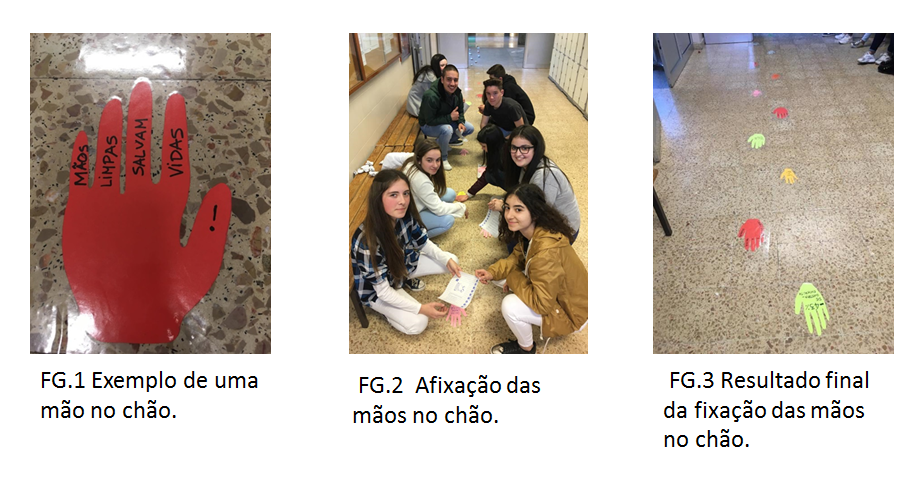 MÃOS
LIMPAS
SALVAM
VIDAS
!
FG.1 Exemplo de uma
mão no chão.
FG.2 Afixação das
mãos no chão.
FG.3 Resultado final
da fixação das mãos
no chão.